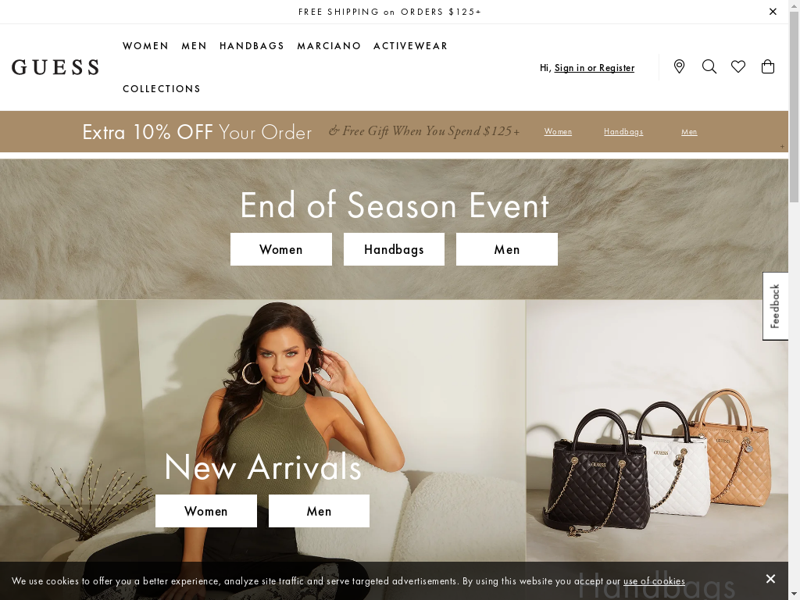 FREE SHIPPING on ORDERS $125+
GUESS
WOMEN MEN HANDBAGS MARCIANO ACTIVEWEAR
COLLECTIONS
Hi, Sign in or Register
Extra 10% OFF Your Order & Free Gift When You Spend $125+ Women Handbags Men
End of Season Event
Women Handbags Men
Feedback
New Arrivals
Women Men
Handbags
We use cookies to offer you a better experience, analyze site traffic and serve targeted advertisements. By using this website you accept our use of cookies